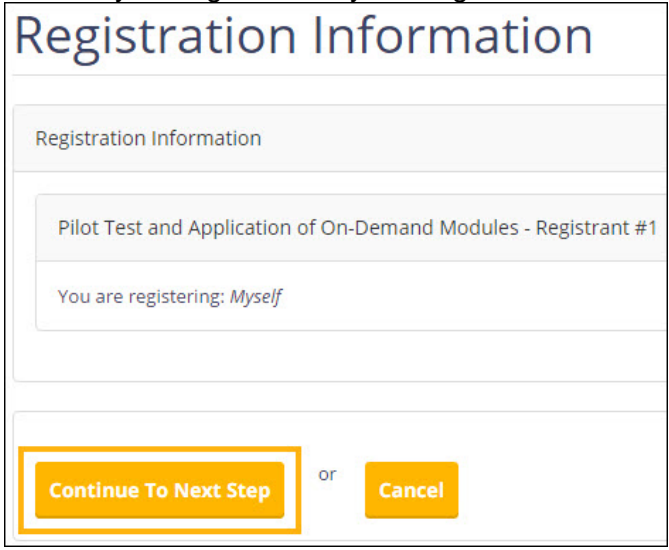 Registration Information
Registration Information
Pilot Test and Application of On-Demand Modules - Registrant #1
You are registering: Myself
Continue To Next Step or Cancel